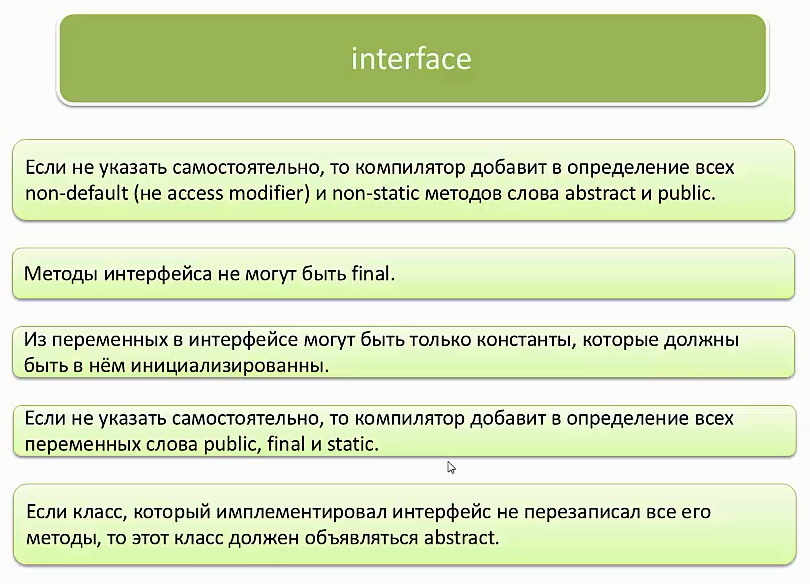 interface
Если не указать самостоятельно, то компилятор добавит в определение всех
non-default (не access modifier) и non-static методов слова abstract и public.
Методы интерфейса не могут быть final.
Из переменных в интерфейсе могут быть только константы, которые должны
быть в нём инициализированны.
Если не указать самостоятельно, то компилятор добавит в определение всех
переменных слова public, final и static.
Если класс, который имплементировал интерфейс не перезаписал все его
методы, то этот класс должен объявляться abstract.